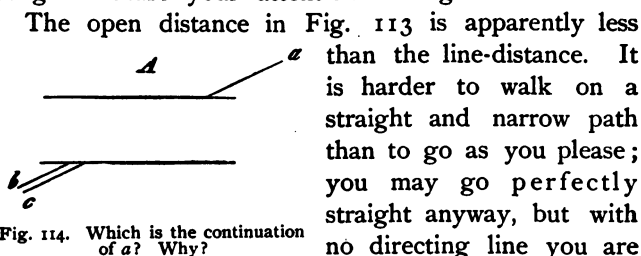 The open distance in Fig. 113 is apparently less
than the line-distance. It
is harder to walk on a
straight and narrow path
than to go as you please;
you may go perfectly
straight anyway, but with
no directing line you are
A
a
b
c
Fig. 114. Which is the continuation
of a? Why?